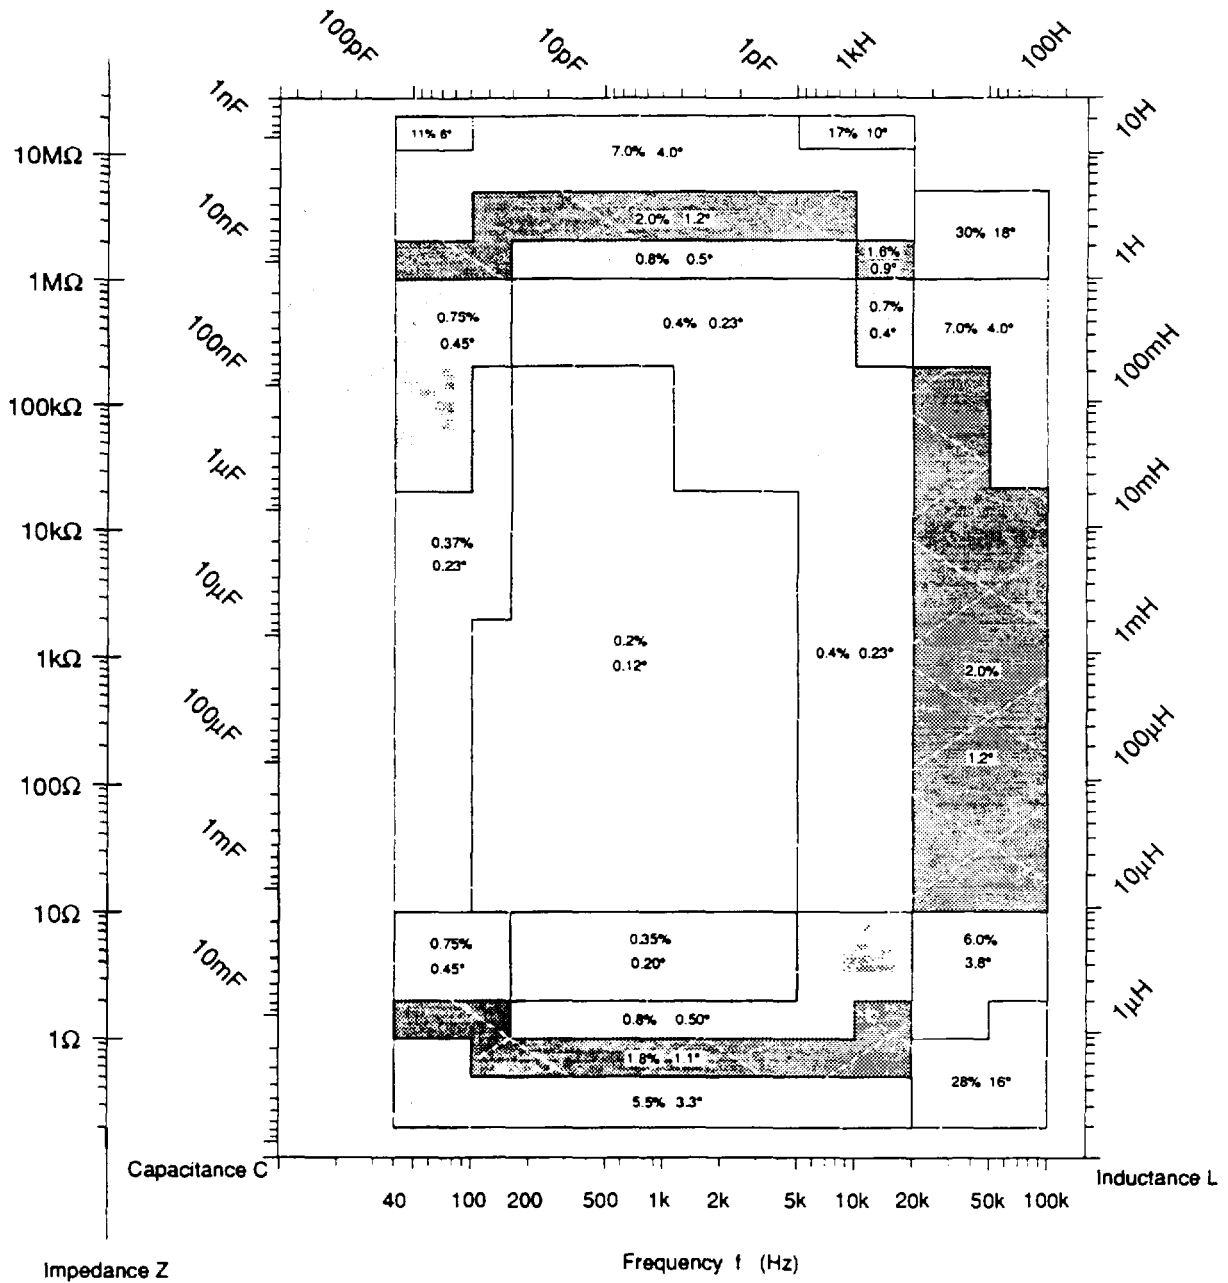 100pF 10pF 1pF 1kH 100H
1nF
10H
11% 6°
17% 10°
7.0% 4.0°
10MΩ
10nF
2.0% 1.2°
30% 18°
1H
0.8% 0.5°
1.6%
0.9°
1MΩ
100nF
0.75%
0.45°
0.4% 0.23°
0.7%
0.4°
7.0% 4.0°
100mH
100kΩ
1µF
10mH
10kΩ
0.37%
0.23°
10µF
1mH
0.2%
0.12°
0.4% 0.23°
1kΩ
2.0%
100µF
100µH
1.2°
100Ω
1mF
10µH
10Ω
0.75%
0.45°
0.35%
0.20°
6.0%
3.6°
10mF
1µH
0.8% 0.50°
1Ω
1.8% 1.1°
28% 16°
5.5% 3.3°
Capacitance C
Inductance L
40 100 200 500 1k 2k 5k 10k 20k 50k 100k
Frequency f (Hz)
Impedance Z